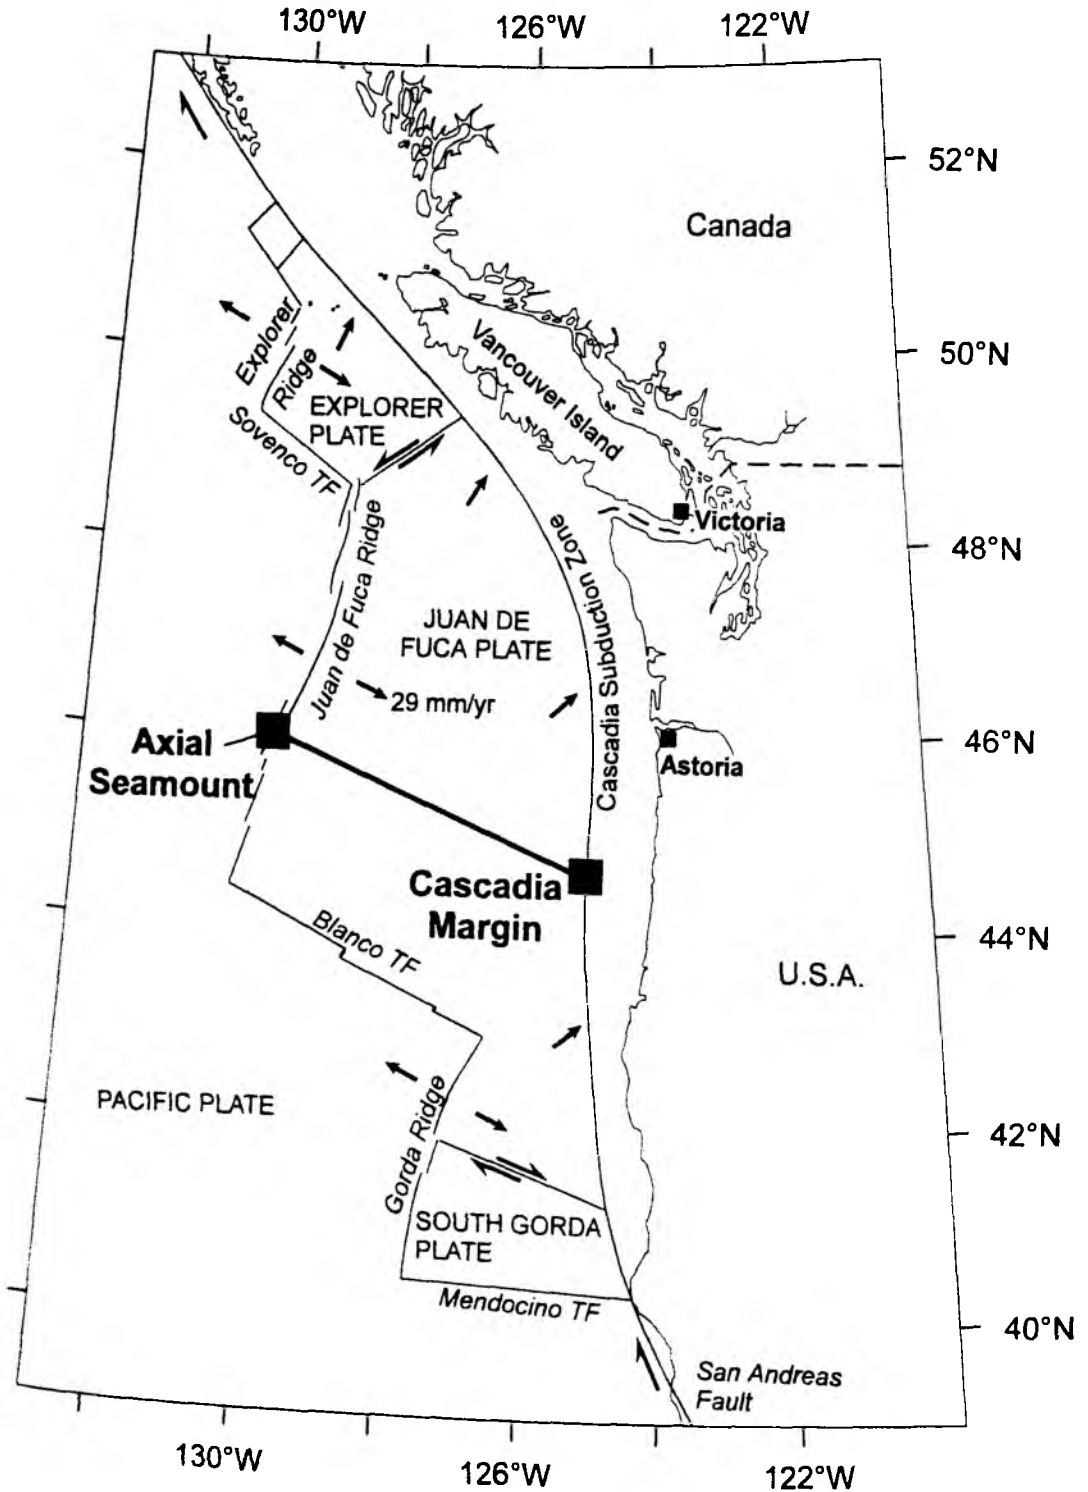 130°W
126°W
122°W
52°N
Canada
50°N
Explorer
Ridge
Vancouver Island
EXPLORER
PLATE
Sovenco TF
Victoria
48°N
Juan de Fuca Ridge
Cascadia Subduction Zone
JUAN DE
FUCA PLATE
29 mm/yr
Axial
Seamount
46°N
Astoria
Cascadia
Margin
Blanco TF
44°N
U.S.A.
PACIFIC PLATE
Gorda Ridge
42°N
SOUTH GORDA
PLATE
Mendocino TF
40°N
San Andreas
Fault
130°W
126°W
122°W